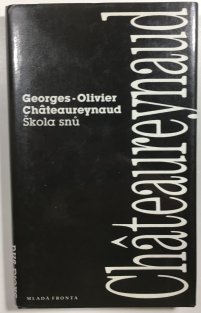 Georges-Olivier
Châteaureynaud
Škola snů
Châteaureynaud
MLADÁ FRONTA